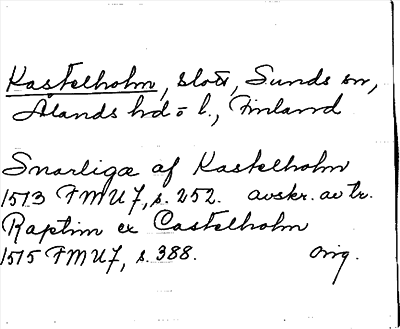 Kastelholm, slott, Sunds sn,
Ålands hd o l., Finland
Snarliga af Kastelholm
1513 FMU 7, s. 252. avskr. av tr.
Raptim ex Castelholm
1515 FMU 7, s. 388. orig.